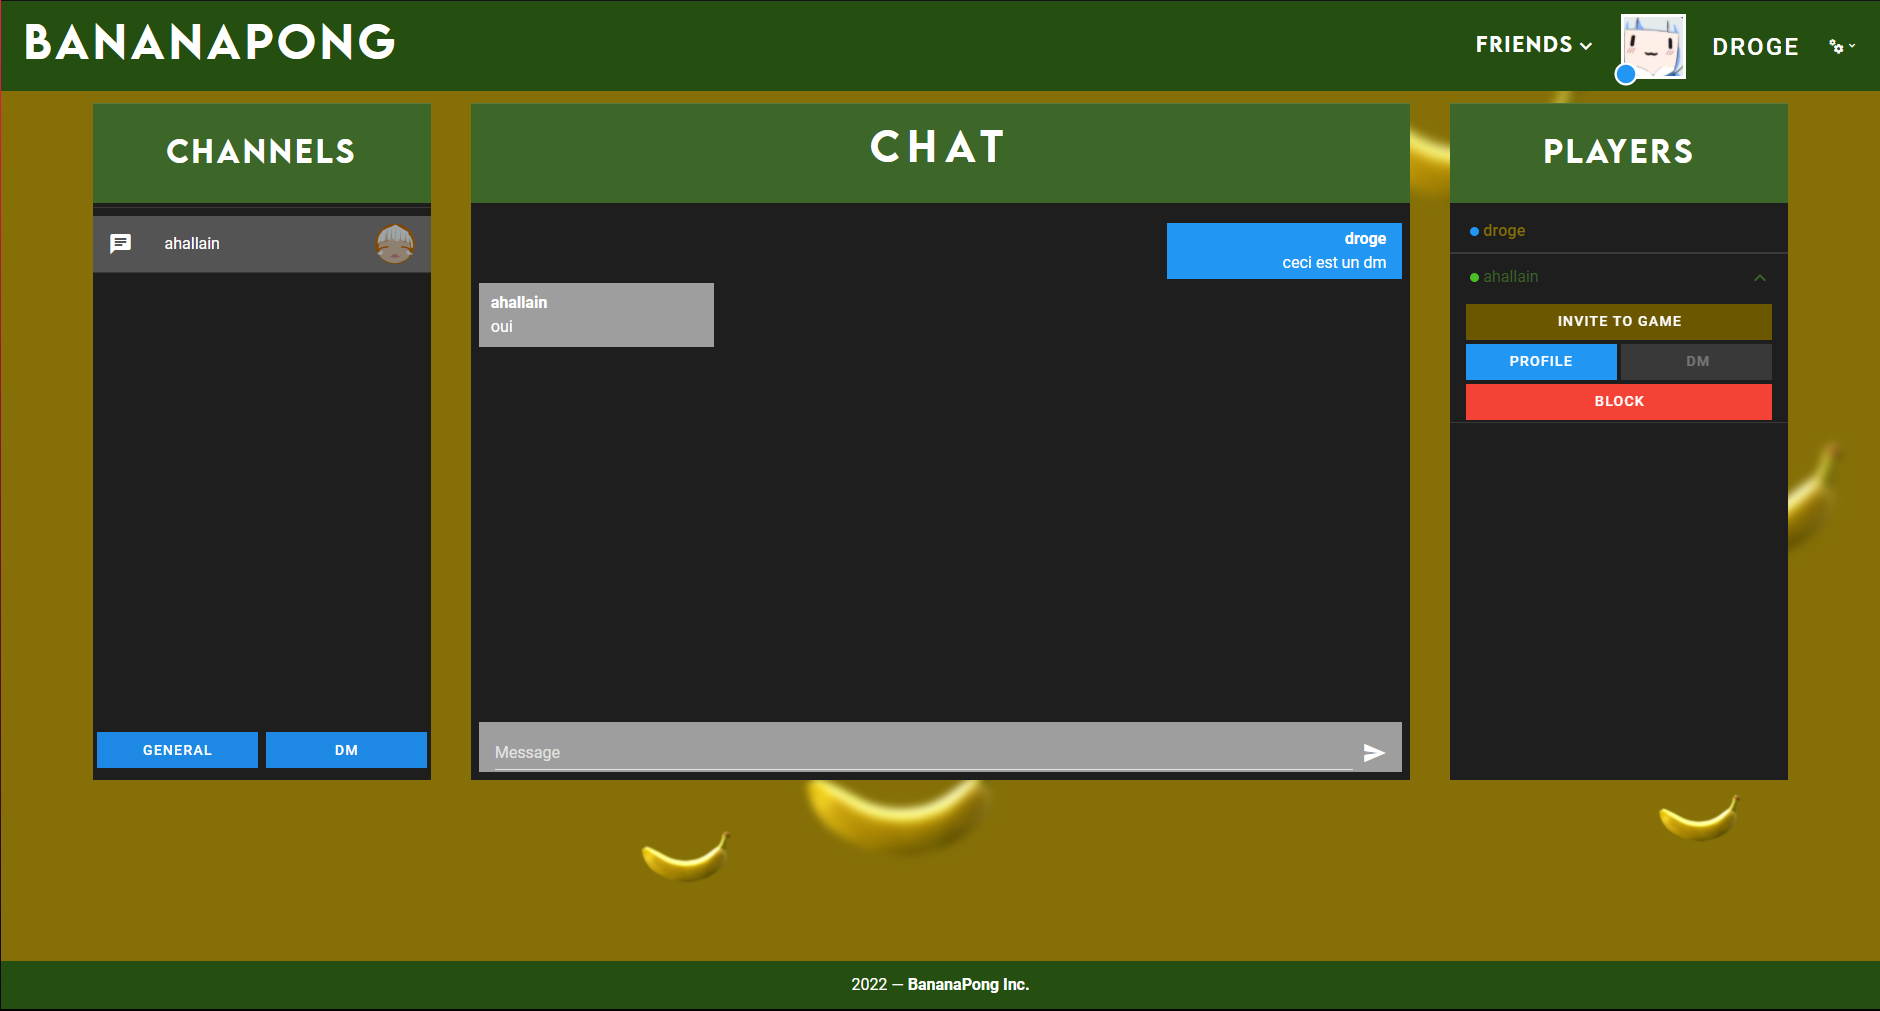 BANANAPONG
FRIENDS
DROGE
CHANNELS
ahallain
GENERAL
DM
CHAT
droge
ceci est un dm
ahallain
oui
Message
PLAYERS
droge
ahallain
INVITE TO GAME
PROFILE
DM
BLOCK
2022 — BananaPong Inc.